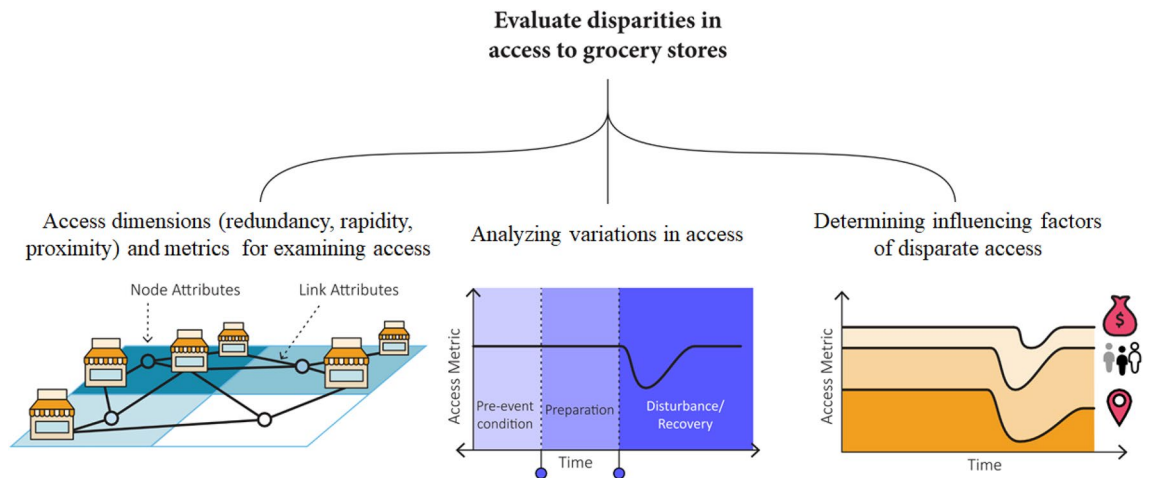 Evaluate disparities in
access to grocery stores
Access dimensions (redundancy, rapidity,
proximity) and metrics for examining access
Node Attributes
Link Attributes
Analyzing variations in access
Access Metric
Pre-event
condition
Preparation
Disturbance/
Recovery
Time
Determining influencing factors
of disparate access
Access Metric
$
Time